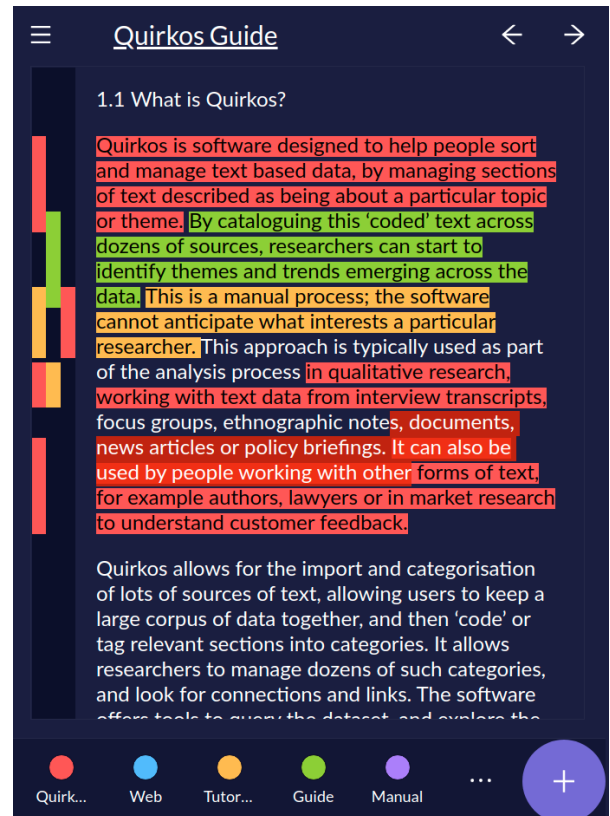 Quirkos Guide
1.1 What is Quirkos?
Quirkos is software designed to help people sort
and manage text based data, by managing sections
of text described as being about a particular topic
or theme. By cataloguing this ‘coded’ text across
dozens of sources, researchers can start to
identify themes and trends emerging across the
data. This is a manual process; the software
cannot anticipate what interests a particular
researcher. This approach is typically used as part
of the analysis process in qualitative research,
working with text data from interview transcripts,
focus groups, ethnographic notes, documents,
news articles or policy briefings. It can also be
used by people working with other forms of text,
for example authors, lawyers or in market research
to understand customer feedback.
Quirkos allows for the import and categorisation
of lots of sources of text, allowing users to keep a
large corpus of data together, and then ‘code’ or
tag relevant sections into categories. It allows
researchers to manage dozens of such categories,
and look for connections and links. The software
offers tools to query the dataset, and explore the
Quirk...
Web
Tutor...
Guide
Manual